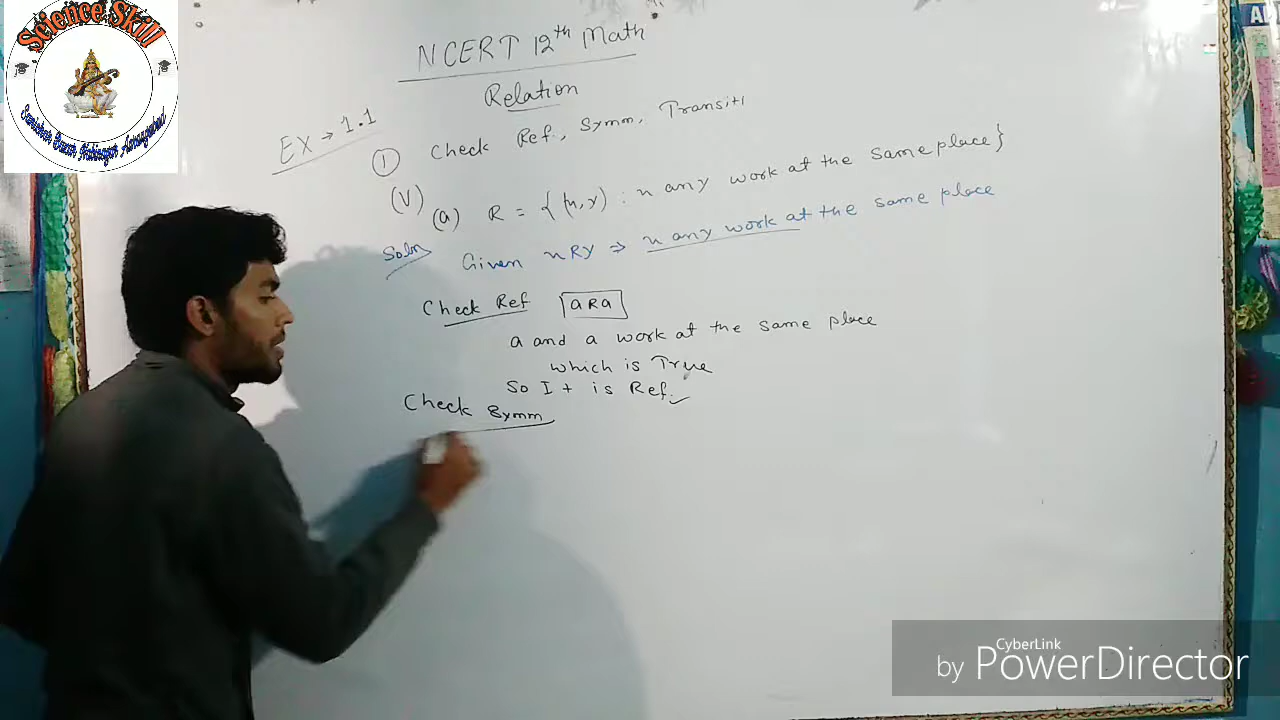 Science Skill
NCERT 12th Math
Relation
Ex → 1.1
① Check Ref., Symm, Transiti
(V) (a) R = {(x,y) : x any work at the same place}
Soln Given xRy ⇒ x any work at the same place
Check Ref aRa
a and a work at the same place
which is True
So It is Ref.
Check Symm
CyberLink
by PowerDirector